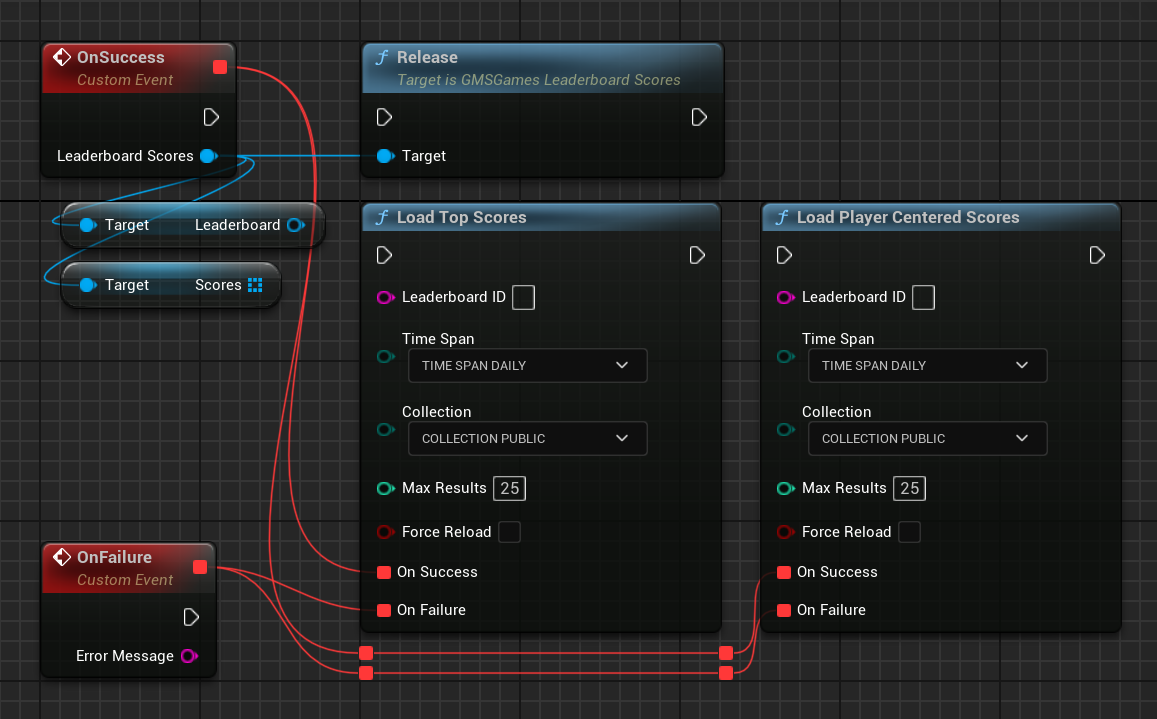 OnSuccess
Custom Event
Leaderboard Scores
Release
Target is GMSGames Leaderboard Scores
Target
Target Leaderboard
Target Scores
Load Top Scores
Leaderboard ID
Time Span
TIME SPAN DAILY
Collection
COLLECTION PUBLIC
Max Results 25
Force Reload
On Success
On Failure
Load Player Centered Scores
Leaderboard ID
Time Span
TIME SPAN DAILY
Collection
COLLECTION PUBLIC
Max Results 25
Force Reload
On Success
On Failure
OnFailure
Custom Event
Error Message